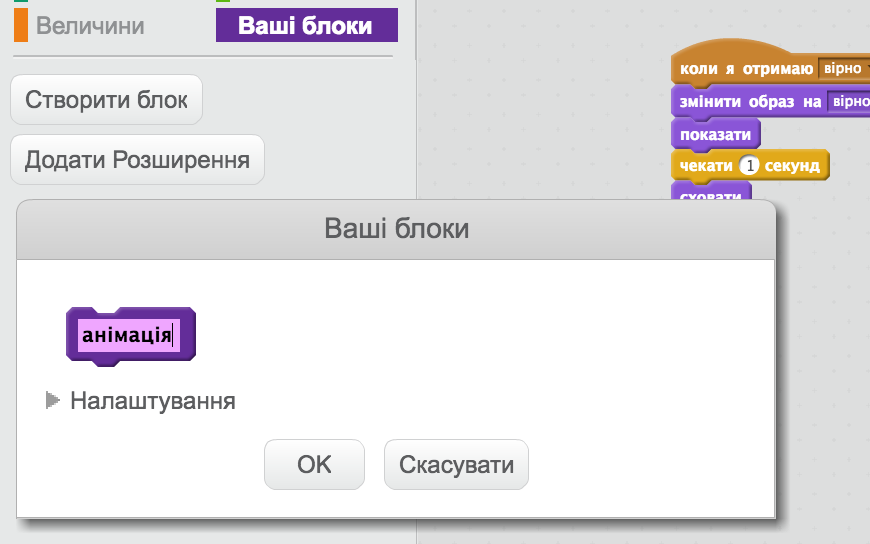 Величини
Ваші блоки
Створити блок
Додати Розширення
коли я отримаю вірно
змінити образ на вірно
показати
чекати 1 секунд
сховати
Ваші блоки
анімація
Налаштування
OK
Скасувати